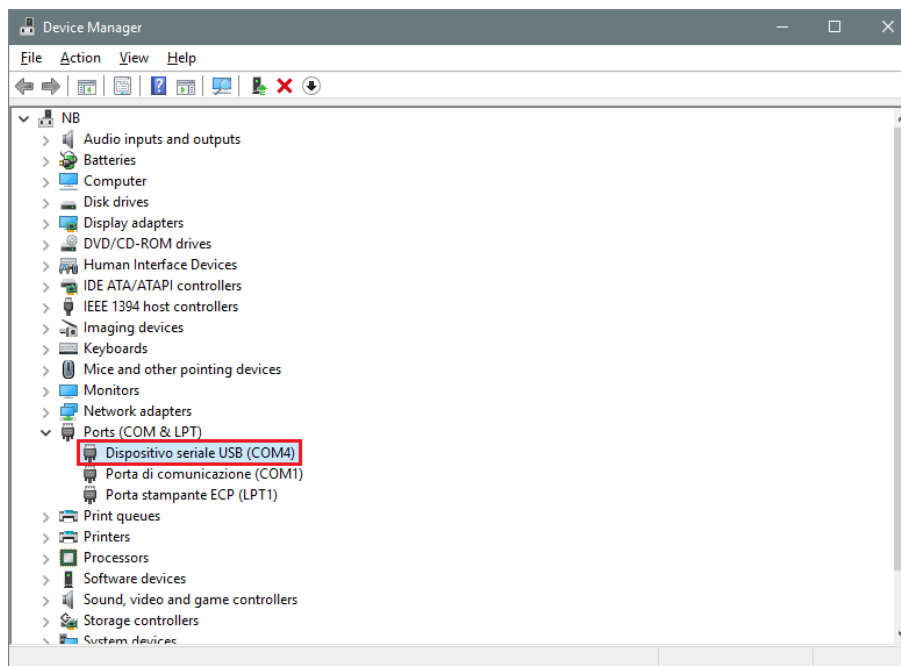 Device Manager
File Action View Help
NB
Audio inputs and outputs
Batteries
Computer
Disk drives
Display adapters
DVD/CD-ROM drives
Human Interface Devices
IDE ATA/ATAPI controllers
IEEE 1394 host controllers
Imaging devices
Keyboards
Mice and other pointing devices
Monitors
Network adapters
Ports (COM & LPT)
Dispositivo seriale USB (COM4)
Porta di comunicazione (COM1)
Porta stampante ECP (LPT1)
Print queues
Printers
Processors
Software devices
Sound, video and game controllers
Storage controllers
System devices